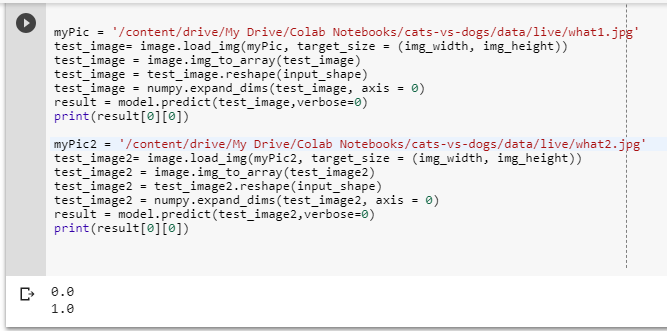 myPic = '/content/drive/My Drive/Colab Notebooks/cats-vs-dogs/data/live/what1.jpg'
test_image= image.load_img(myPic, target_size = (img_width, img_height))
test_image = image.img_to_array(test_image)
test_image = test_image.reshape(input_shape)
test_image = numpy.expand_dims(test_image, axis = 0)
result = model.predict(test_image,verbose=0)
print(result[0][0])
myPic2 = '/content/drive/My Drive/Colab Notebooks/cats-vs-dogs/data/live/what2.jpg'
test_image2= image.load_img(myPic2, target_size = (img_width, img_height))
test_image2 = image.img_to_array(test_image2)
test_image2 = test_image2.reshape(input_shape)
test_image2 = numpy.expand_dims(test_image2, axis = 0)
result = model.predict(test_image2,verbose=0)
print(result[0][0])
0.0
1.0